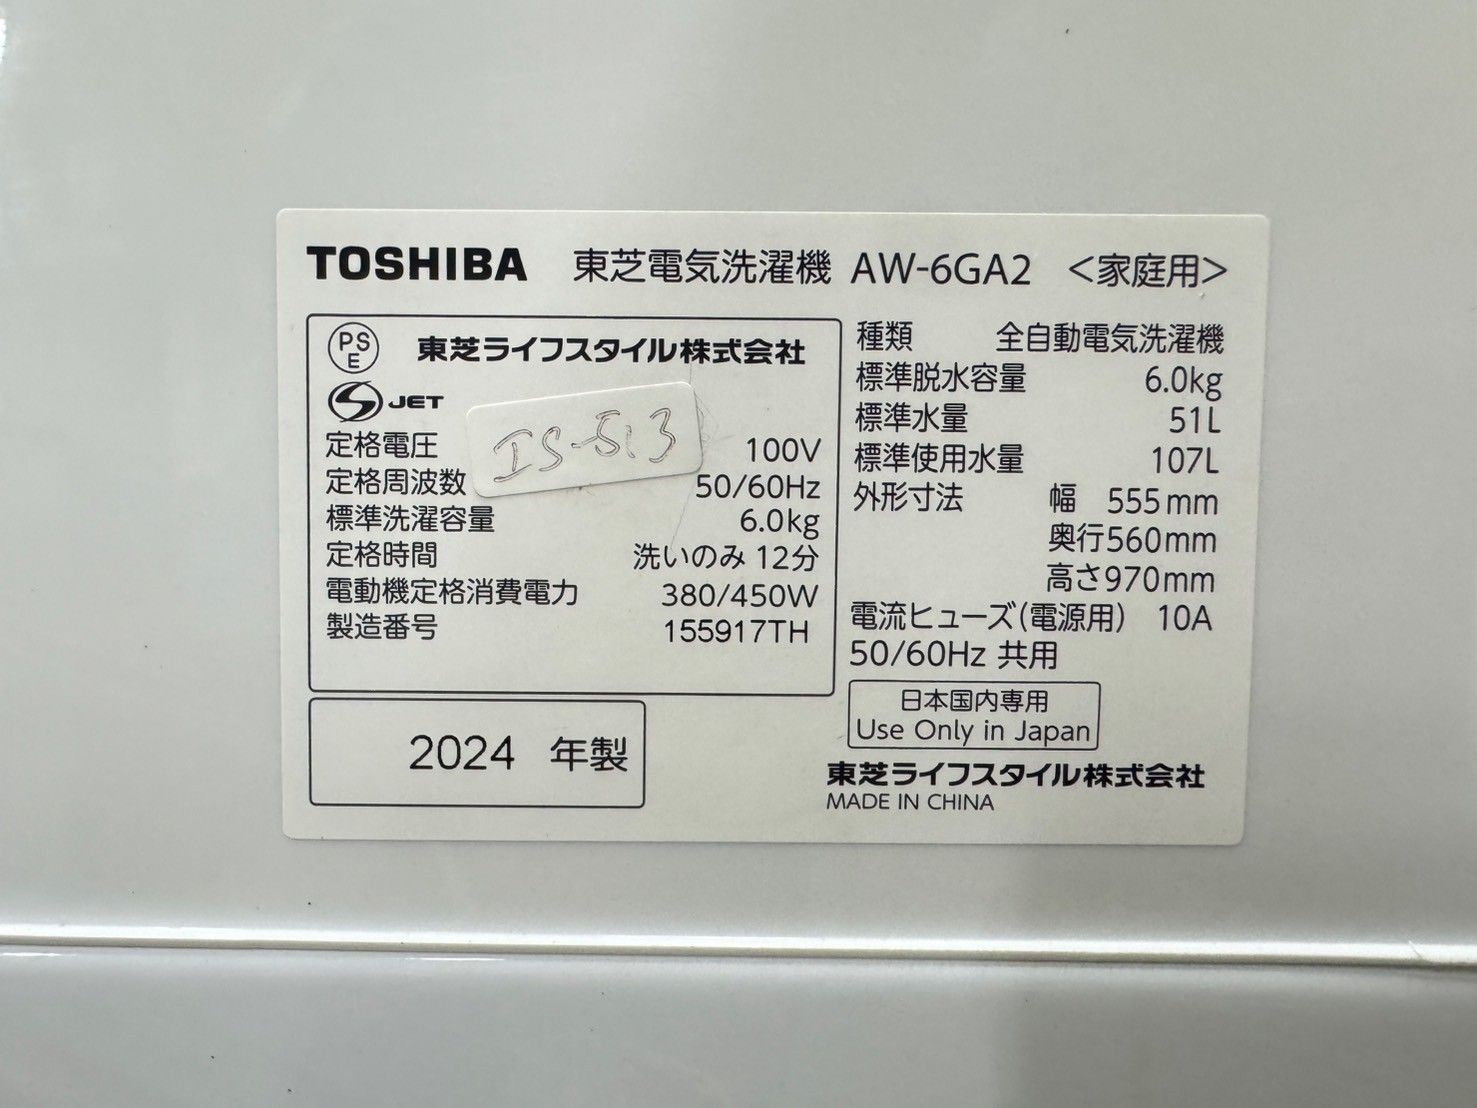 TOSHIBA 東芝電気洗濯機 AW-6GA2 <家庭用>
PS
E
東芝ライフスタイル株式会社
S JET
IS-513
定格電圧 100V
定格周波数 50/60Hz
標準洗濯容量 6.0kg
定格時間 洗いのみ 12分
電動機定格消費電力 380/450W
製造番号 155917TH
2024 年製
種類 全自動電気洗濯機
標準脱水容量 6.0kg
標準水量 51L
標準使用水量 107L
外形寸法 幅 555mm
奥行560mm
高さ970mm
電流ヒューズ(電源用) 10A
50/60Hz 共用
日本国内専用
Use Only in Japan
東芝ライフスタイル株式会社
MADE IN CHINA